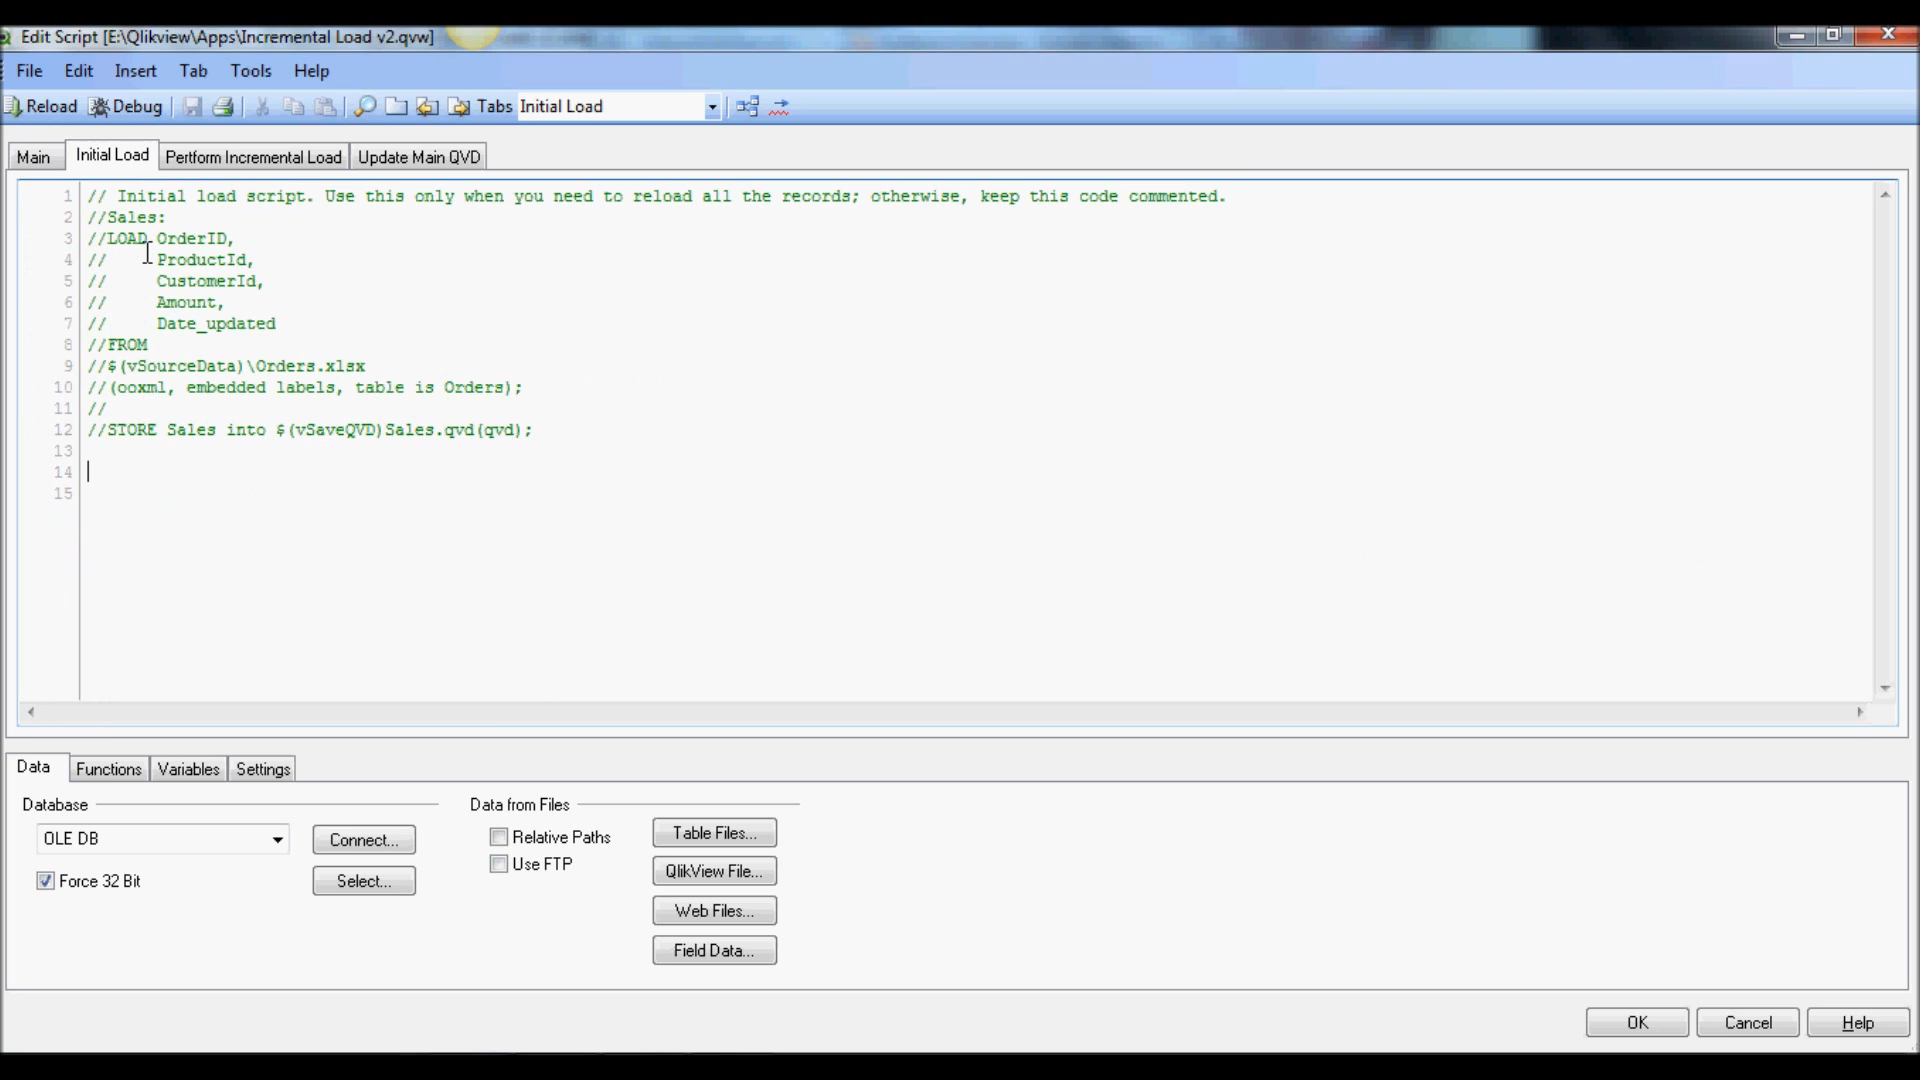 Edit Script [E:\Qlikview\Apps\Incremental Load v2.qvw]
File Edit Insert Tab Tools Help
Reload Debug Tabs Initial Load
Main Initial Load Pertform Incremental Load Update Main QVD
1 // Initial load script. Use this only when you need to reload all the records; otherwise, keep this code commented.
2 //Sales:
3 //LOAD OrderID,
4 // ProductId,
5 // CustomerId,
6 // Amount,
7 // Date_updated
8 //FROM
9 //$(vSourceData)\Orders.xlsx
10 //(ooxml, embedded labels, table is Orders);
11 //
12 //STORE Sales into $(vSaveQVD)Sales.qvd(qvd);
13
14
15
Data Functions Variables Settings
Database Data from Files
OLE DB Connect... Relative Paths Table Files...
Force 32 Bit Select... Use FTP QlikView File...
Web Files...
Field Data...
OK Cancel Help